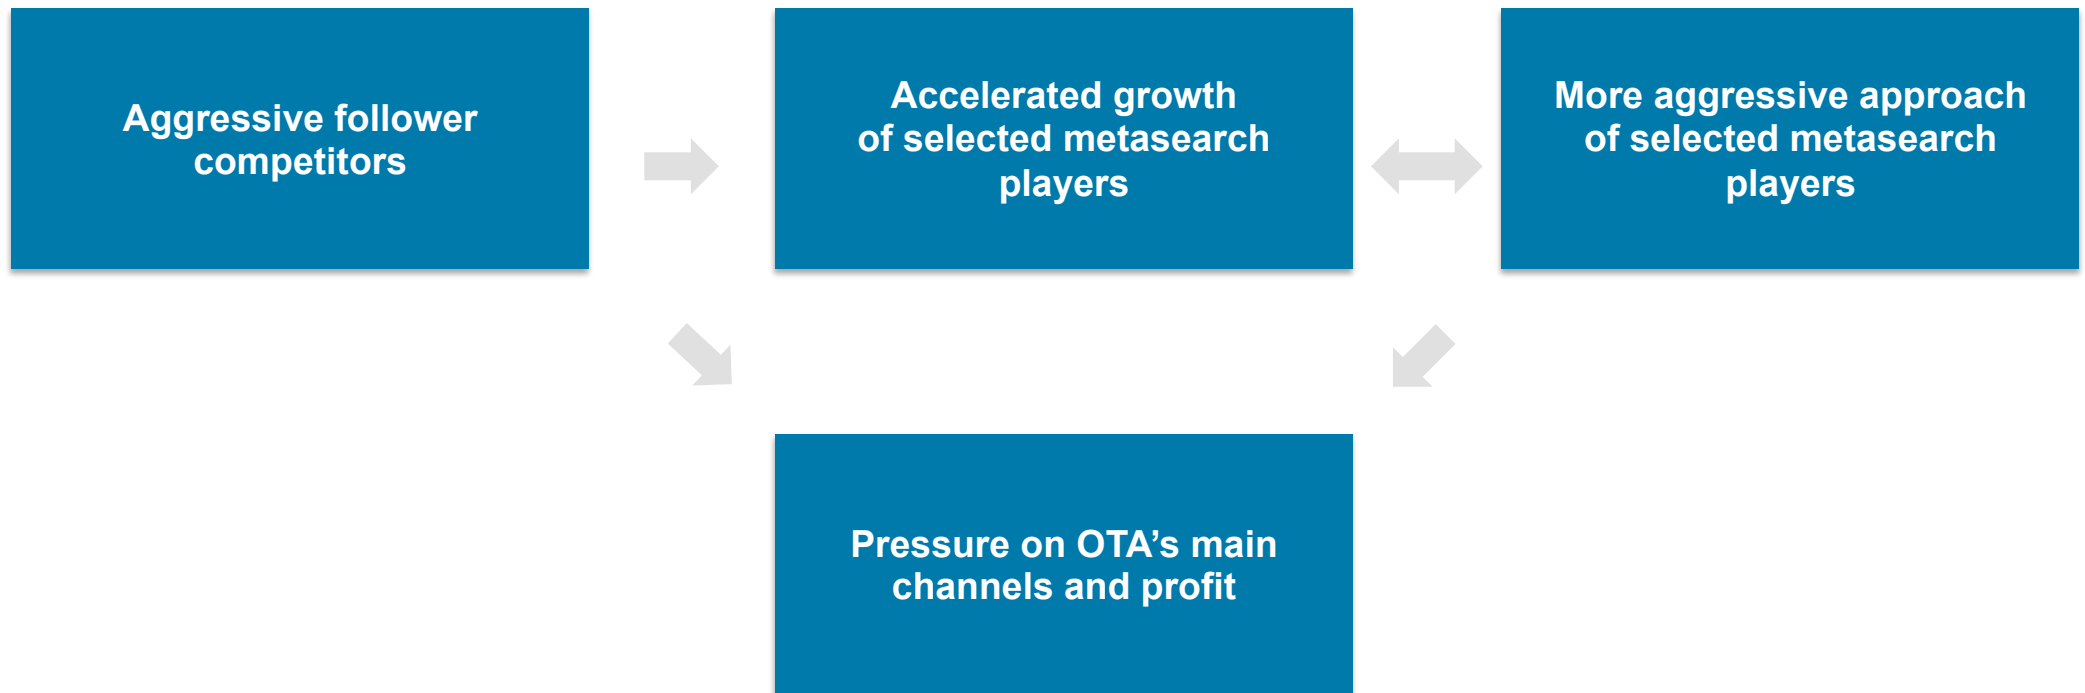 Aggressive follower
competitors
Accelerated growth
of selected metasearch
players
More aggressive approach
of selected metasearch
players
Pressure on OTA’s main
channels and profit